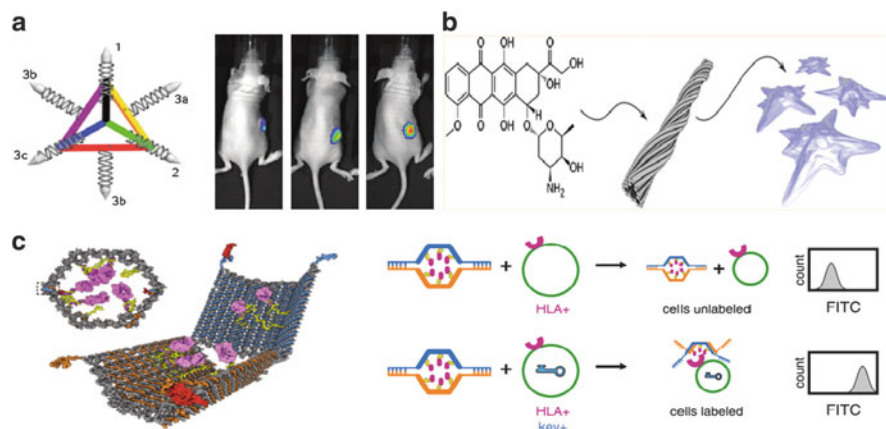 a
1
3b
3a
3c
2
3b
b
O
OH
O
OH
OH
O
O
OH
H
O
O
OH
NH2
c
+
HLA+
+
cells unlabeled
count
FITC
+
HLA+
key+
cells labeled
count
FITC